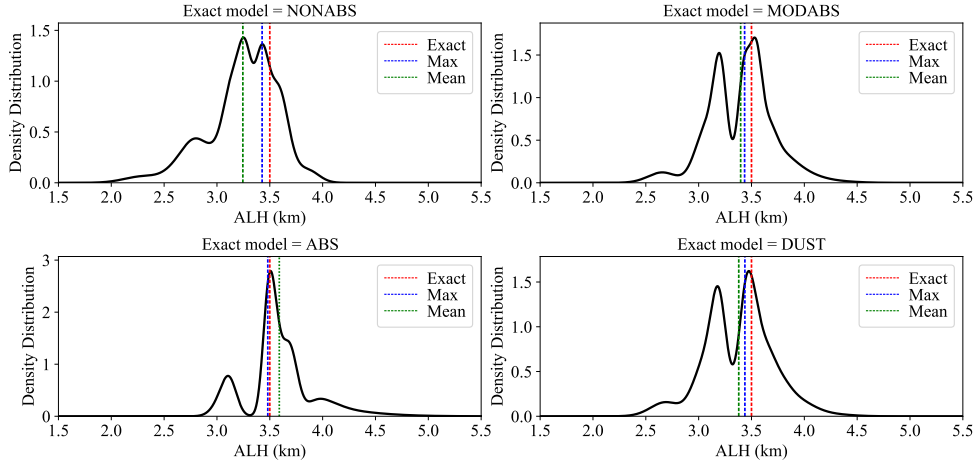 Exact model = NONABS
Density Distribution
1.5
1.0
0.5
0.0
Exact
Max
Mean
1.5 2.0 2.5 3.0 3.5 4.0 4.5 5.0 5.5
ALH (km)
Exact model = MODABS
Density Distribution
1.5
1.0
0.5
0.0
Exact
Max
Mean
1.5 2.0 2.5 3.0 3.5 4.0 4.5 5.0 5.5
ALH (km)
Exact model = ABS
Density Distribution
3
2
1
0
Exact
Max
Mean
1.5 2.0 2.5 3.0 3.5 4.0 4.5 5.0 5.5
ALH (km)
Exact model = DUST
Density Distribution
1.5
1.0
0.5
0.0
Exact
Max
Mean
1.5 2.0 2.5 3.0 3.5 4.0 4.5 5.0 5.5
ALH (km)